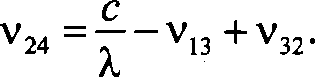 ν₂₄ = c/λ − ν₁₃ + ν₃₂.